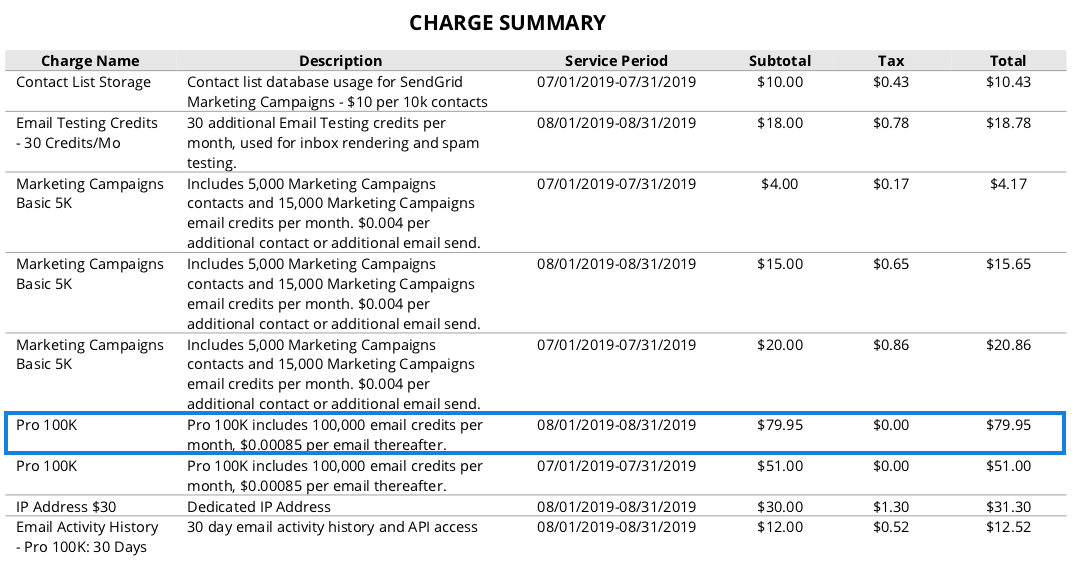 CHARGE SUMMARY
Charge Name Description Service Period Subtotal Tax Total
Contact List Storage Contact list database usage for SendGrid 07/01/2019-07/31/2019 $10.00 $0.43 $10.43
Marketing Campaigns - $10 per 10k contacts
Email Testing Credits 30 additional Email Testing credits per 08/01/2019-08/31/2019 $18.00 $0.78 $18.78
- 30 Credits/Mo month, used for inbox rendering and spam
testing.
Marketing Campaigns Includes 5,000 Marketing Campaigns 07/01/2019-07/31/2019 $4.00 $0.17 $4.17
Basic 5K contacts and 15,000 Marketing Campaigns
email credits per month. $0.004 per
additional contact or additional email send.
Marketing Campaigns Includes 5,000 Marketing Campaigns 08/01/2019-08/31/2019 $15.00 $0.65 $15.65
Basic 5K contacts and 15,000 Marketing Campaigns
email credits per month. $0.004 per
additional contact or additional email send.
Marketing Campaigns Includes 5,000 Marketing Campaigns 07/01/2019-07/31/2019 $20.00 $0.86 $20.86
Basic 5K contacts and 15,000 Marketing Campaigns
email credits per month. $0.004 per
additional contact or additional email send.
Pro 100K Pro 100K includes 100,000 email credits per 08/01/2019-08/31/2019 $79.95 $0.00 $79.95
month, $0.00085 per email thereafter.
Pro 100K Pro 100K includes 100,000 email credits per 07/01/2019-07/31/2019 $51.00 $0.00 $51.00
month, $0.00085 per email thereafter.
IP Address $30 Dedicated IP Address 08/01/2019-08/31/2019 $30.00 $1.30 $31.30
Email Activity History 30 day email activity history and API access 08/01/2019-08/31/2019 $12.00 $0.52 $12.52
- Pro 100K: 30 Days